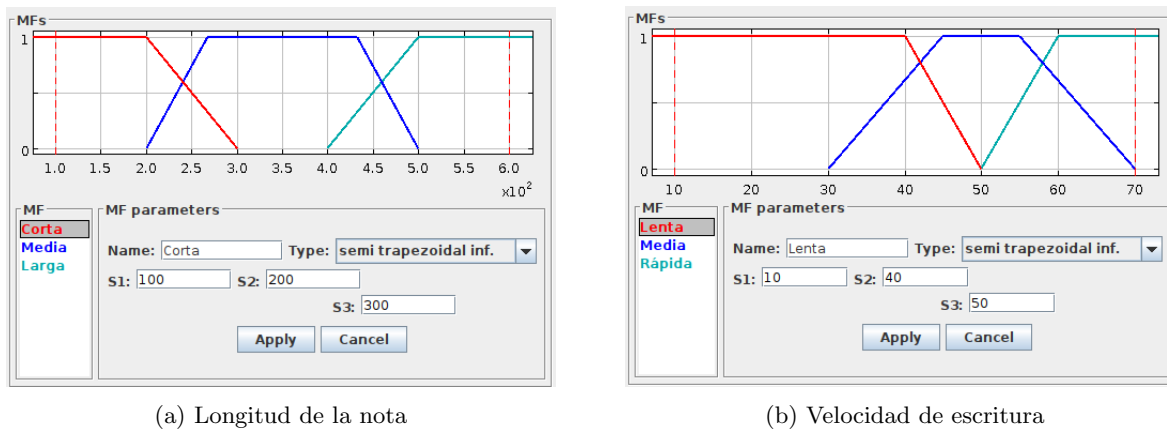 MFs
1
0
1.0 1.5 2.0 2.5 3.0 3.5 4.0 4.5 5.0 5.5 6.0
x10²
MF
Corta
Media
Larga
MF parameters
Name: Corta Type: semi trapezoidal inf.
S1: 100 S2: 200
S3: 300
Apply Cancel
(a) Longitud de la nota
MFs
1
0
10 20 30 40 50 60 70
MF
Lenta
Media
Rápida
MF parameters
Name: Lenta Type: semi trapezoidal inf.
S1: 10 S2: 40
S3: 50
Apply Cancel
(b) Velocidad de escritura